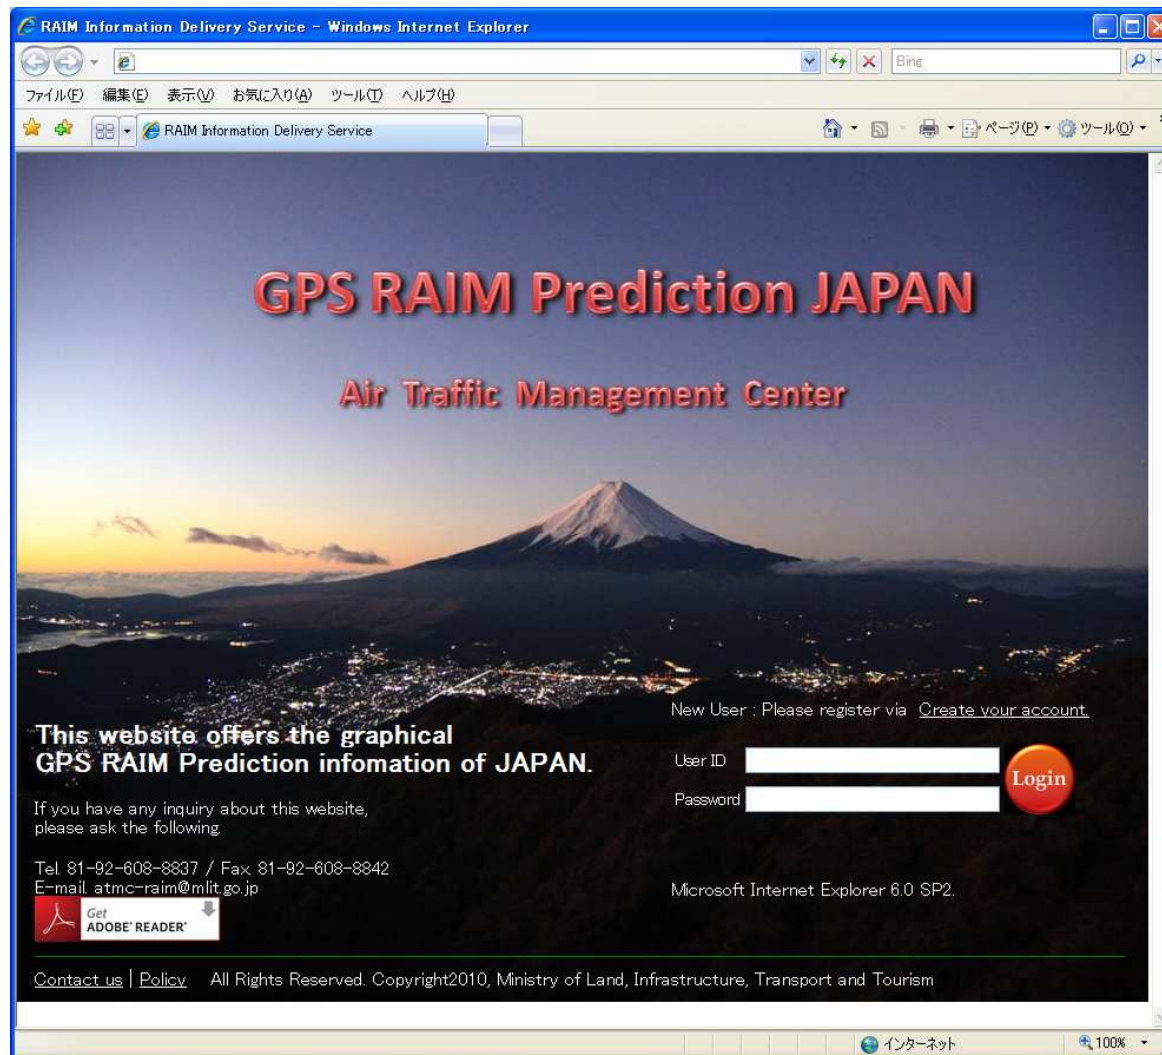 RAIM Information Delivery Service - Windows Internet Explorer
Bing
ファイル(F) 編集(E) 表示(V) お気に入り(A) ツール(T) ヘルプ(H)
RAIM Information Delivery Service
ページ(P) ツール(O)
GPS RAIM Prediction JAPAN
Air Traffic Management Center
New User : Please register via Create your account.
This website offers the graphical
GPS RAIM Prediction infomation of JAPAN.
User ID
Login
Password
If you have any inquiry about this website,
please ask the following.
Tel. 81-92-608-8837 / Fax. 81-92-608-8842
E-mail. atmc-raim@mlit.go.jp
Microsoft Internet Explorer 6.0 SP2.
Get
ADOBE® READER®
Contact us | Policy All Rights Reserved. Copyright2010, Ministry of Land, Infrastructure, Transport and Tourism
インターネット 100%